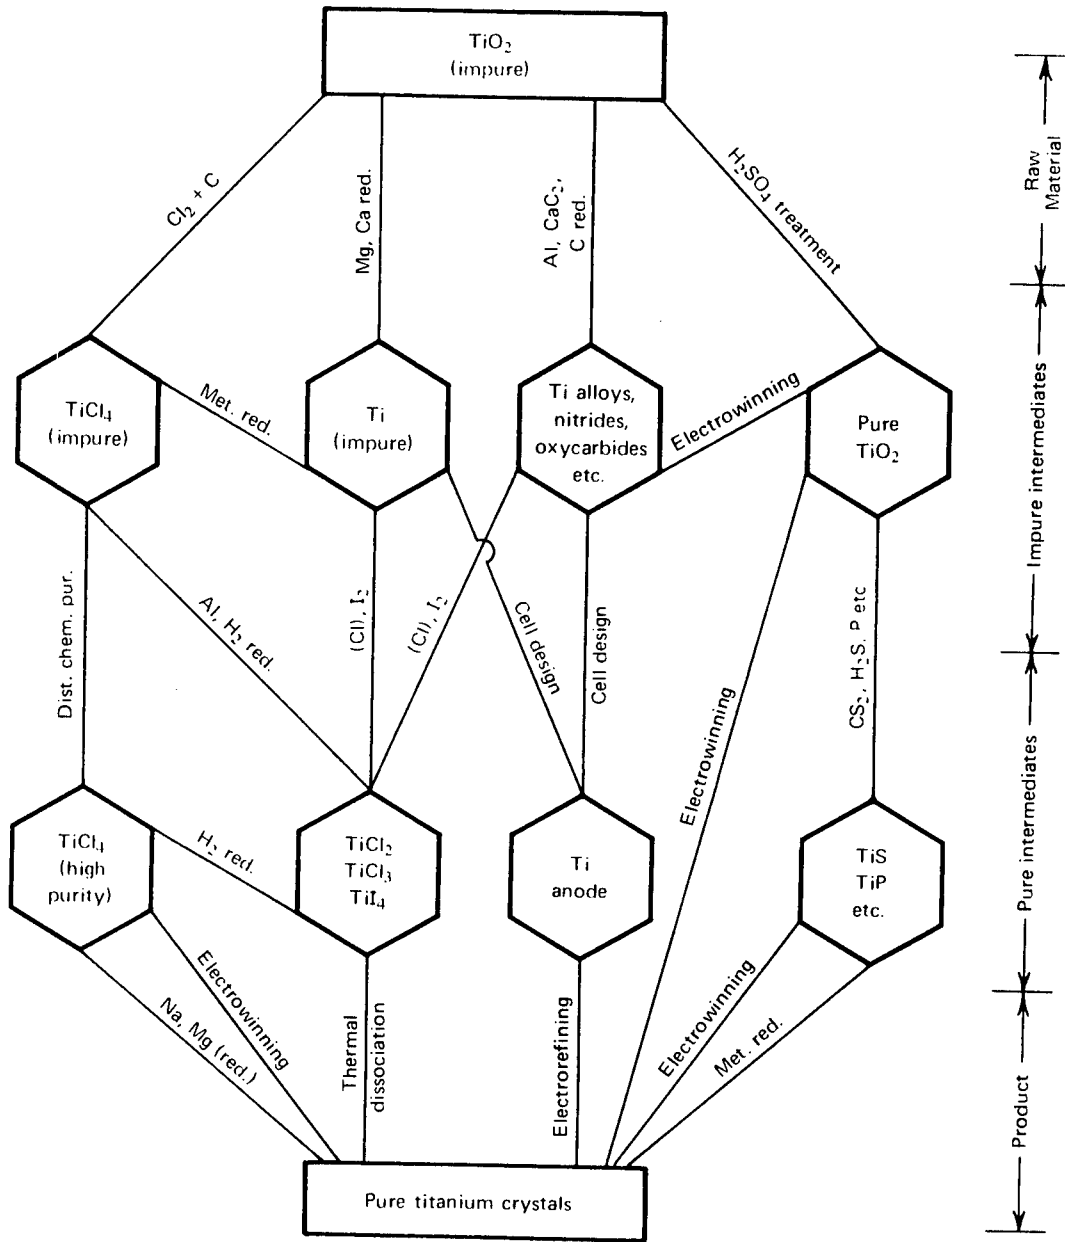 TiO₂
(impure)
Cl₂ + C
Mg, Ca red.
Al, CaC₂,
C red.
H₂SO₄ treatment
Raw
Material
TiCl₄
(impure)
Met. red.
Ti
(impure)
Ti alloys,
nitrides,
oxycarbides
etc.
Electrowinning
Pure
TiO₂
Impure intermediates
Dist. chem. pur.
Al, H₂ red.
(Cl), I₂
(Cl), I₂
Cell design
Cell design
Electrowinning
CS₂, H₂S. P etc
TiCl₄
(high
purity)
H₂ red.
TiCl₂
TiCl₃
TiI₄
Ti
anode
TiS
TiP
etc.
Pure intermediates
Na, Mg (red.)
Electrowinning
Thermal
dissociation
Electrorefining
Electrowinning
Met. red.
Product
Pure titanium crystals